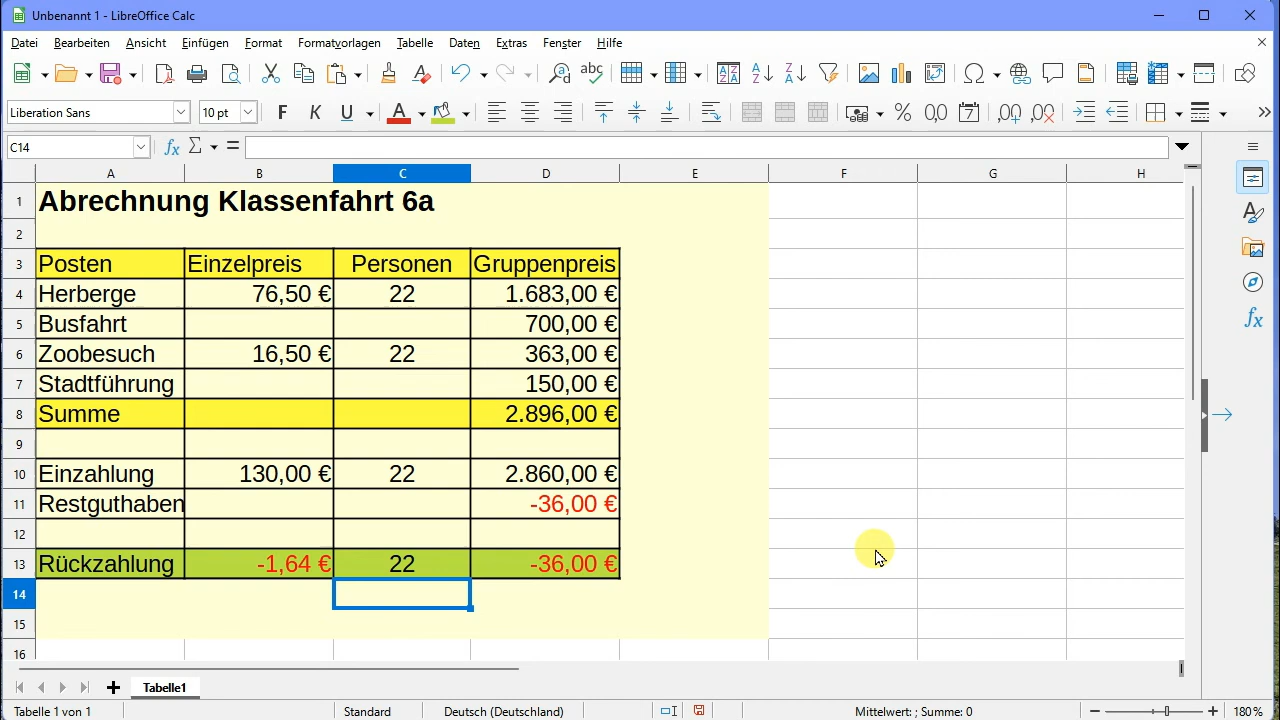 Unbenannt 1 - LibreOffice Calc
Datei Bearbeiten Ansicht Einfügen Format Formatvorlagen Tabelle Daten Extras Fenster Hilfe
Liberation Sans 10 pt F K U
C14
A B C D E F G H
1 Abrechnung Klassenfahrt 6a
2
3 Posten Einzelpreis Personen Gruppenpreis
4 Herberge 76,50 € 22 1.683,00 €
5 Busfahrt 700,00 €
6 Zoobesuch 16,50 € 22 363,00 €
7 Stadtführung 150,00 €
8 Summe 2.896,00 €
9
10 Einzahlung 130,00 € 22 2.860,00 €
11 Restguthaben -36,00 €
12
13 Rückzahlung -1,64 € 22 -36,00 €
14
15
16
Tabelle1
Tabelle 1 von 1 Standard Deutsch (Deutschland) Mittelwert: ; Summe: 0 180%